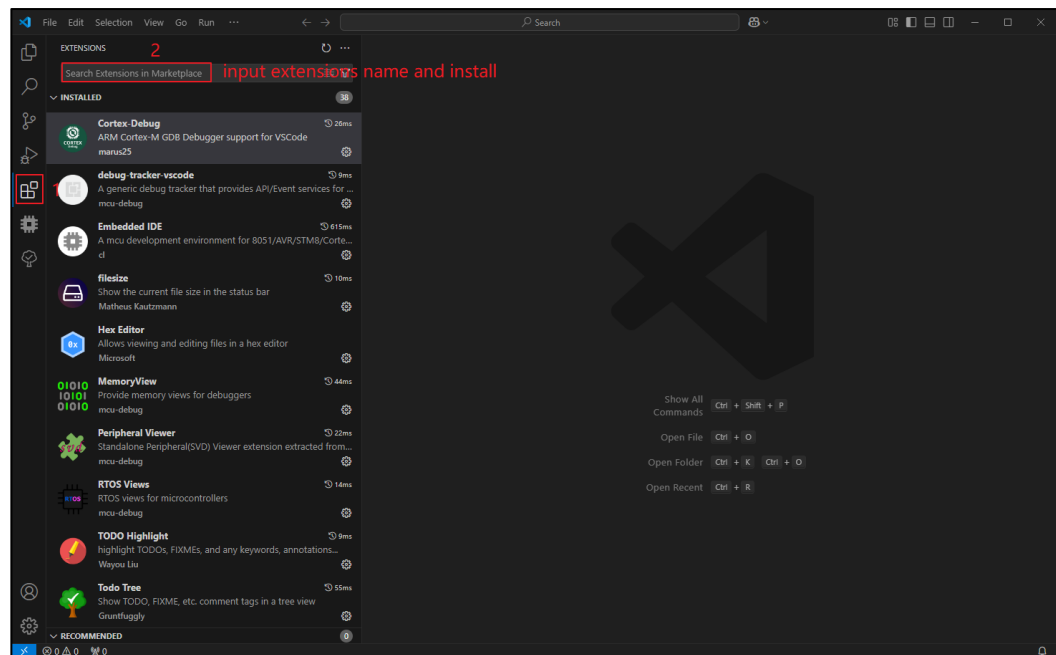 File Edit Selection View Go Run ··· ← → Search
EXTENSIONS ···
2
Search Extensions in Marketplace
input extensions name and install
INSTALLED 38
Cortex-Debug 26ms
ARM Cortex-M GDB Debugger support for VSCode
marus25
debug-tracker-vscode 9ms
A generic debug tracker that provides API/Event services for ...
mcu-debug
1
Embedded IDE 615ms
A mcu development environment for 8051/AVR/STM8/Corte...
cl
filesize 10ms
Show the current file size in the status bar
Matheus Kautzmann
Hex Editor
Allows viewing and editing files in a hex editor
Microsoft
MemoryView 44ms
Provide memory views for debuggers
mcu-debug
Peripheral Viewer 22ms
Standalone Peripheral(SVD) Viewer extension extracted from...
mcu-debug
RTOS Views 14ms
RTOS views for microcontrollers
mcu-debug
TODO Highlight 9ms
highlight TODOs, FIXMEs, and any keywords, annotations...
Wayou Liu
Todo Tree 55ms
Show TODO, FIXME, etc. comment tags in a tree view
Gruntfuggly
RECOMMENDED 0
0 0 0
Show All Commands Ctrl + Shift + P
Open File Ctrl + O
Open Folder Ctrl + K Ctrl + O
Open Recent Ctrl + R